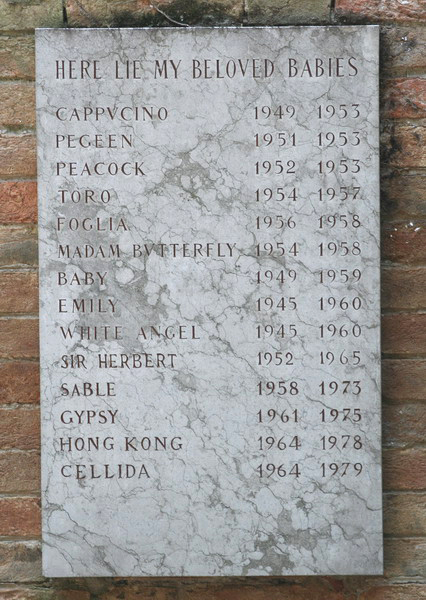 HERE LIE MY BELOVED BABIES
CAPPVCINO 1949 1953
PEGEEN 1951 1953
PEACOCK 1952 1953
TORO 1954 1957
FOGLIA 1956 1958
MADAM BVTTERFLY 1954 1958
BABY 1949 1959
EMILY 1945 1960
WHITE ANGEL 1945 1960
SIR HERBERT 1952 1965
SABLE 1958 1973
GYPSY 1961 1975
HONG KONG 1964 1978
CELLIDA 1964 1979